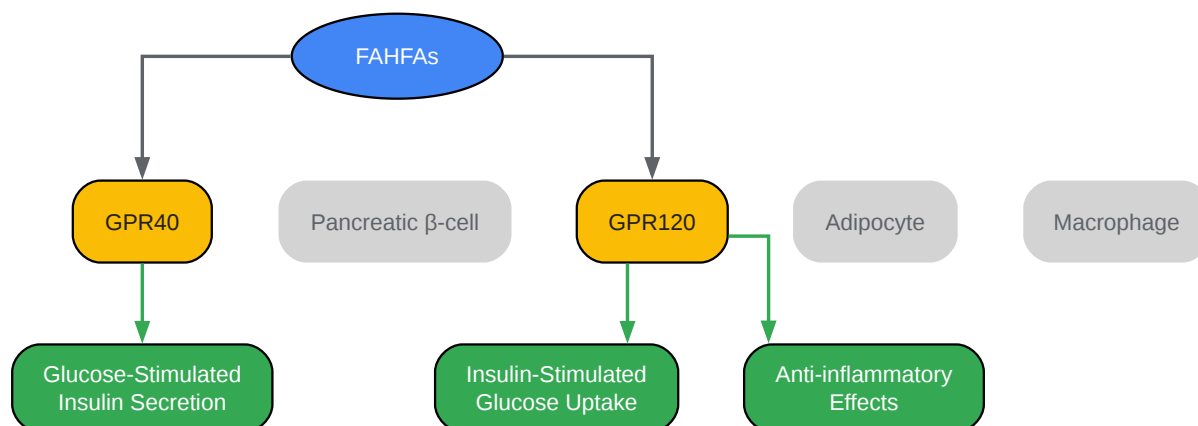 FAHFAs
GPR40
Pancreatic β-cell
GPR120
Adipocyte
Macrophage
Glucose-Stimulated
Insulin Secretion
Insulin-Stimulated
Glucose Uptake
Anti-inflammatory
Effects